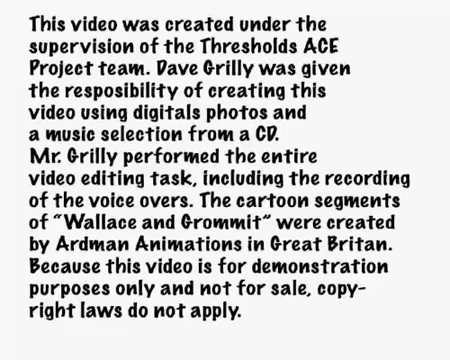 This video was created under the
supervision of the Thresholds ACE
Project team. Dave Grilly was given
the resposibility of creating this
video using digitals photos and
a music selection from a CD.
Mr. Grilly performed the entire
video editing task, including the recording
of the voice overs. The cartoon segments
of "Wallace and Grommit" were created
by Ardman Animations in Great Britan.
Because this video is for demonstration
purposes only and not for sale, copy-
right laws do not apply.